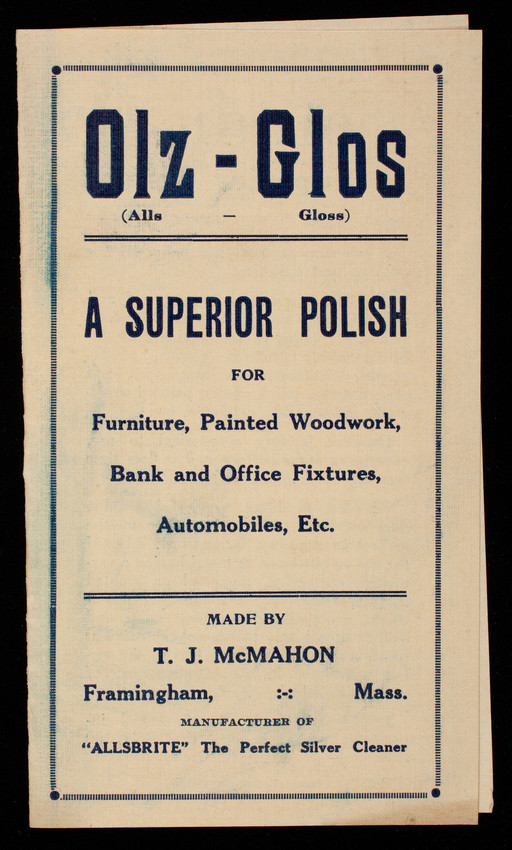 Olz - Glos
(Alls — Gloss)
A SUPERIOR POLISH
FOR
Furniture, Painted Woodwork,
Bank and Office Fixtures,
Automobiles, Etc.
MADE BY
T. J. McMAHON
Framingham, :-: Mass.
MANUFACTURER OF
"ALLSBRITE" The Perfect Silver Cleaner